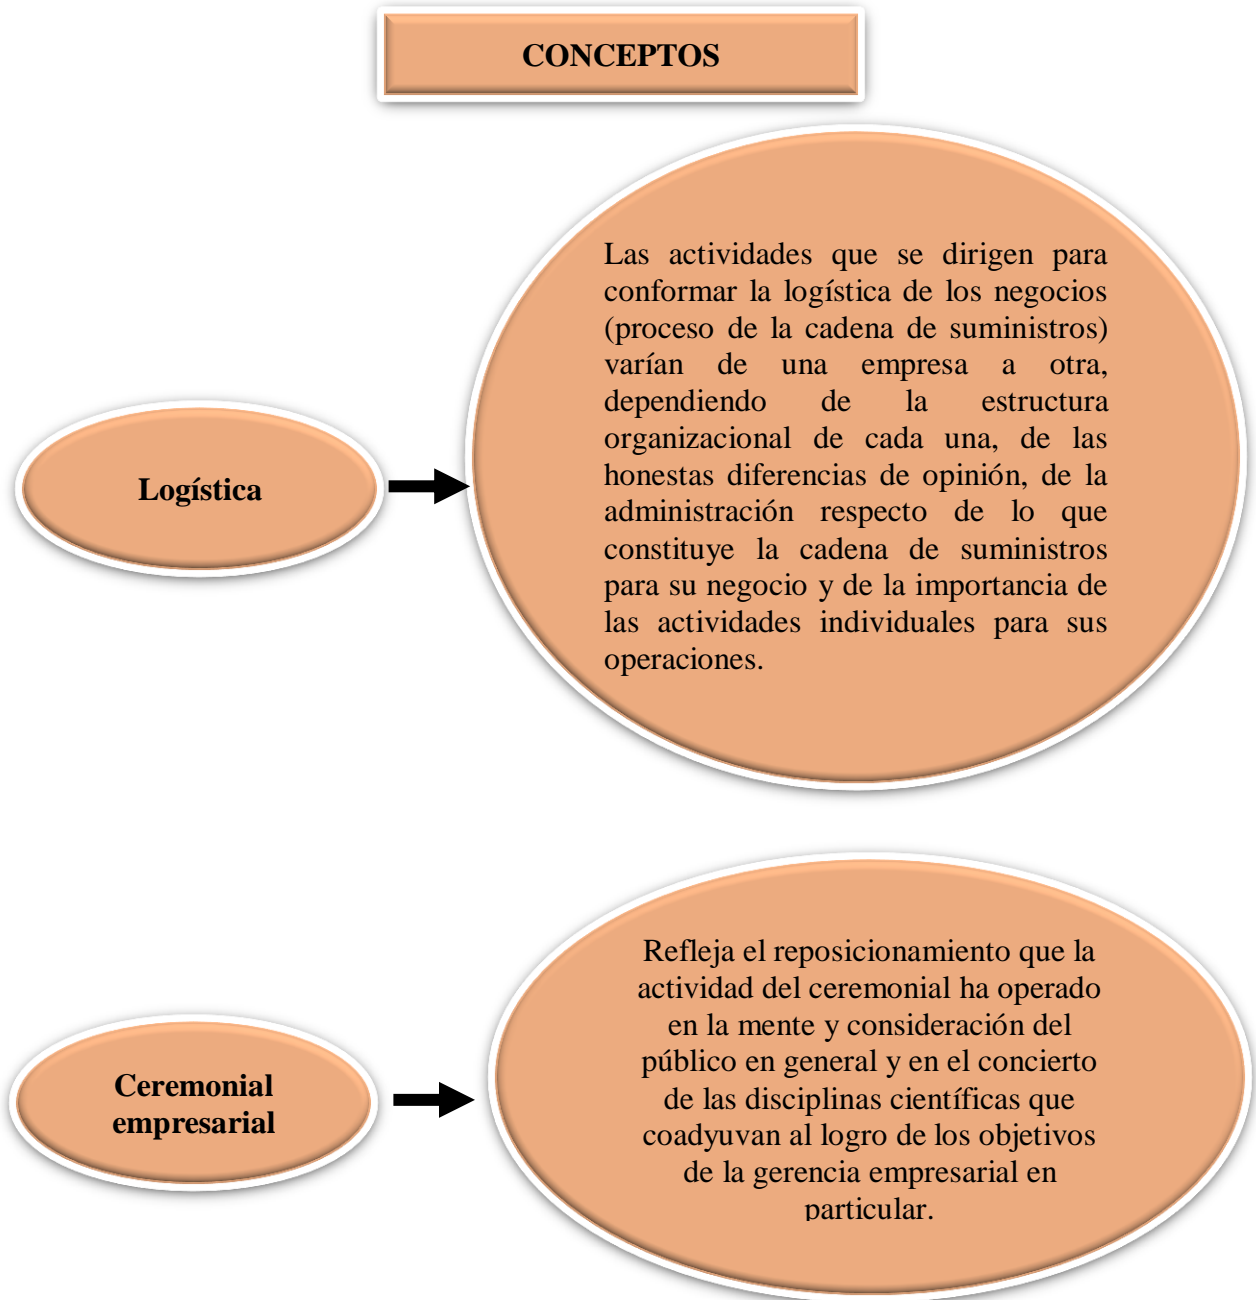 CONCEPTOS
Las actividades que se dirigen para
conformar la logística de los negocios
(proceso de la cadena de suministros)
varían de una empresa a otra,
dependiendo de la estructura
organizacional de cada una, de las
honestas diferencias de opinión, de la
administración respecto de lo que
constituye la cadena de suministros
para su negocio y de la importancia de
las actividades individuales para sus
operaciones.
Logística
Refleja el reposicionamiento que la
actividad del ceremonial ha operado
en la mente y consideración del
público en general y en el concierto
de las disciplinas científicas que
coadyuvan al logro de los objetivos
de la gerencia empresarial en
particular.
Ceremonial
empresarial